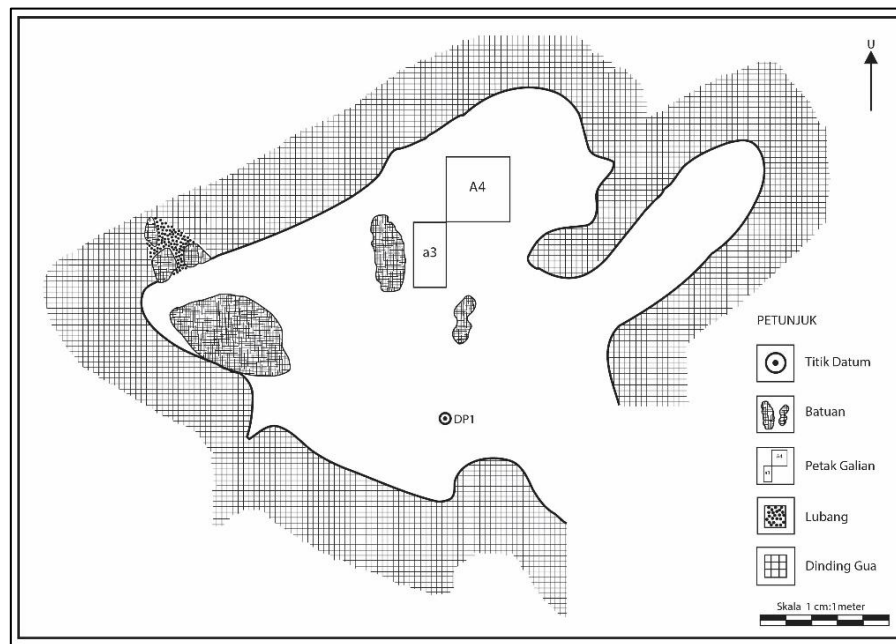 U
A4
a3
DP1
PETUNJUK
Titik Datum
Batuan
Petak Galian
Lubang
Dinding Gua
Skala 1 cm:1meter